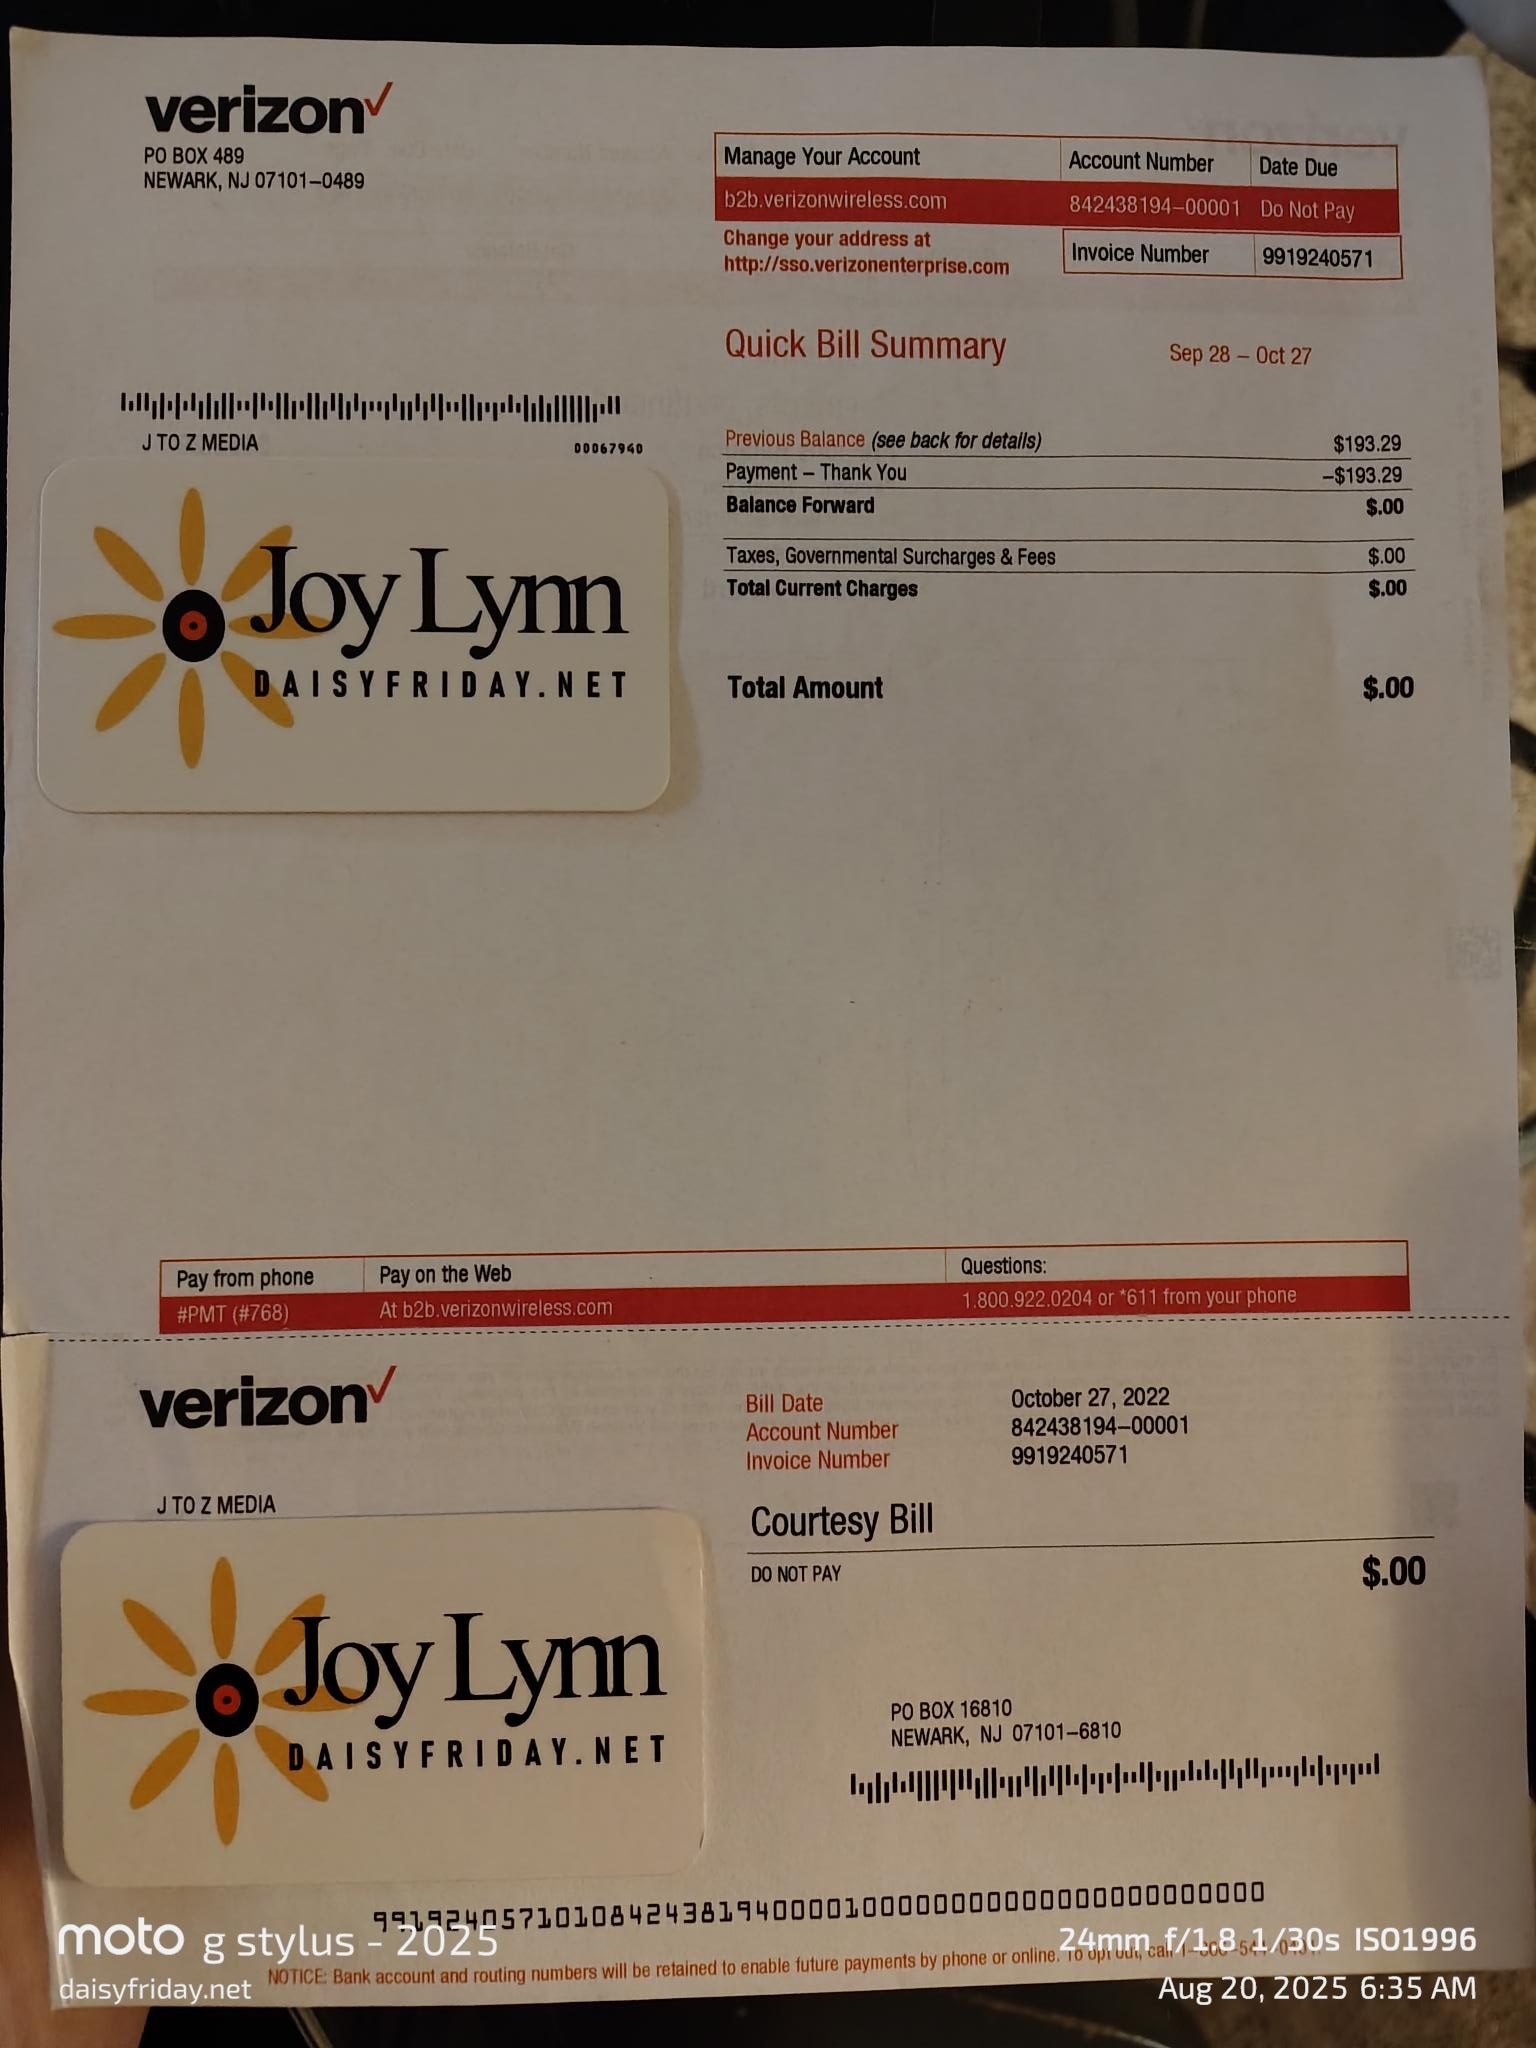 verizon
PO BOX 489
NEWARK, NJ 07101–0489
Manage Your Account Account Number Date Due
b2b.verizonwireless.com 842438194–00001 Do Not Pay
Change your address at
http://sso.verizonenterprise.com
Invoice Number 9919240571
Quick Bill Summary Sep 28 – Oct 27
J TO Z MEDIA 00067940
Joy Lynn
DAISYFRIDAY.NET
Previous Balance (see back for details) $193.29
Payment – Thank You –$193.29
Balance Forward $.00
Taxes, Governmental Surcharges & Fees $.00
Total Current Charges $.00
Total Amount $.00
Pay from phone Pay on the Web Questions:
#PMT (#768) At b2b.verizonwireless.com 1.800.922.0204 or *611 from your phone
verizon
Bill Date October 27, 2022
Account Number 842438194–00001
Invoice Number 9919240571
J TO Z MEDIA
Joy Lynn
DAISYFRIDAY.NET
Courtesy Bill
DO NOT PAY $.00
PO BOX 16810
NEWARK, NJ 07101–6810
NOTICE: Bank account and routing numbers will be retained to enable future payments by phone or online. To opt out, call
moto g stylus - 2025
daisyfriday.net
24mm f/1.8 1/30s ISO1996
Aug 20, 2025 6:35 AM